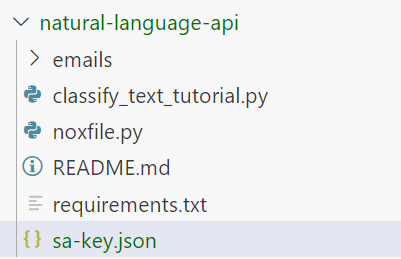 natural-language-api
emails
classify_text_tutorial.py
noxfile.py
README.md
requirements.txt
sa-key.json